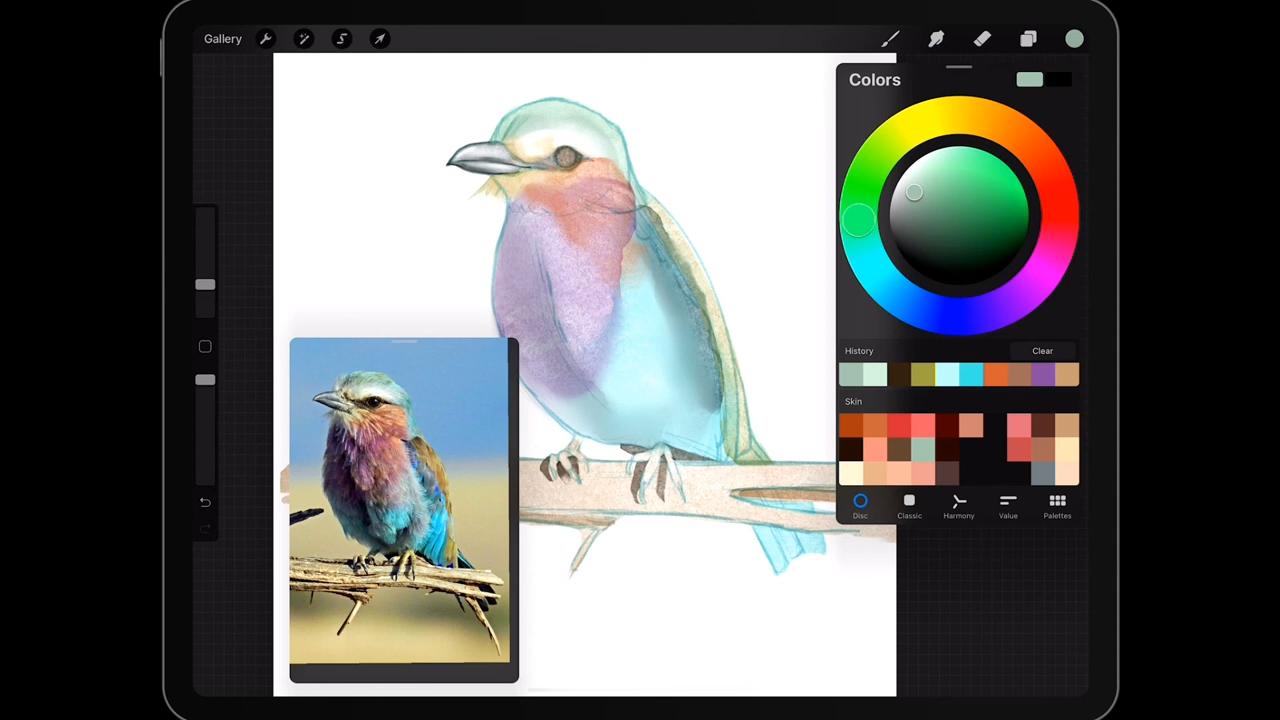 Gallery
Colors
History
Clear
Skin
Disc
Classic
Harmony
Value
Palettes